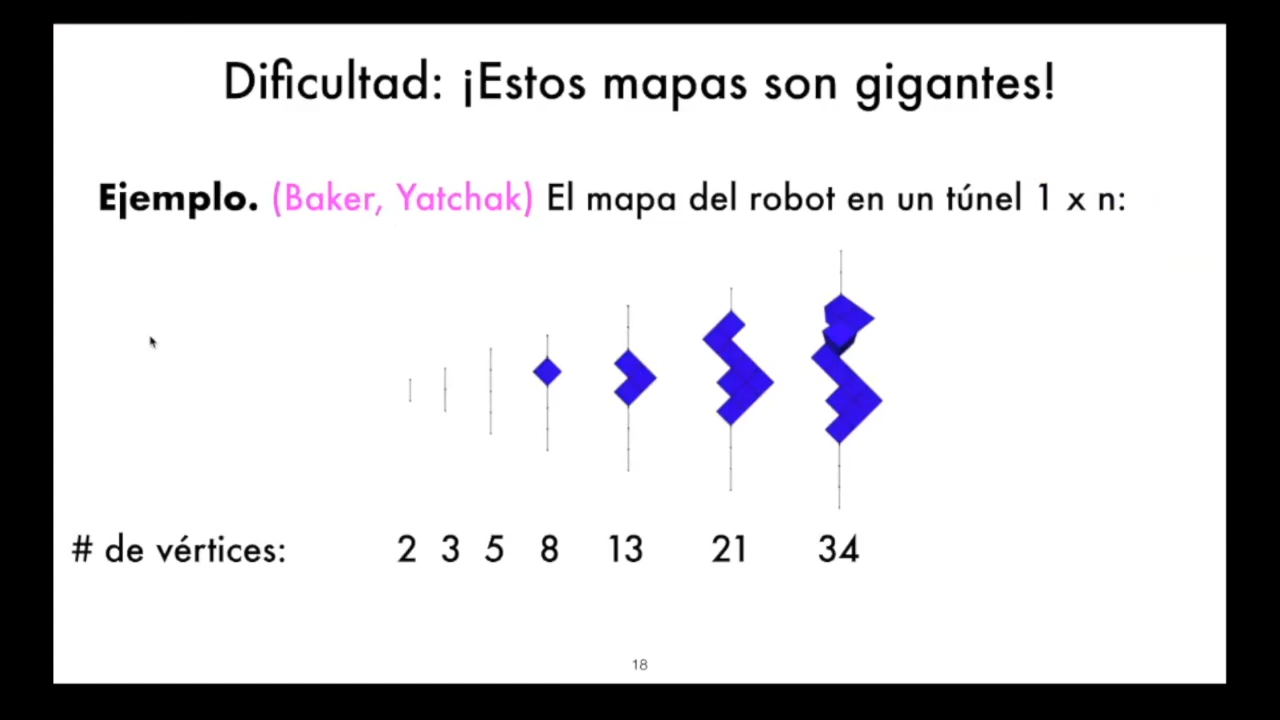 Dificultad: ¡Estos mapas son gigantes!
Ejemplo. (Baker, Yatchak) El mapa del robot en un túnel 1 x n:
# de vértices: 2 3 5 8 13 21 34
18